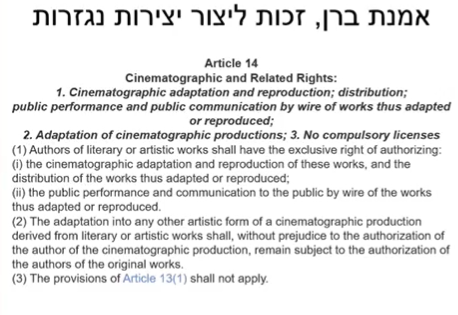 אמנת ברן, זכות ליצור יצירות נגזרות
Article 14
Cinematographic and Related Rights:
1. Cinematographic adaptation and reproduction; distribution;
public performance and public communication by wire of works thus adapted
or reproduced;
2. Adaptation of cinematographic productions; 3. No compulsory licenses
(1) Authors of literary or artistic works shall have the exclusive right of authorizing:
(i) the cinematographic adaptation and reproduction of these works, and the
distribution of the works thus adapted or reproduced;
(ii) the public performance and communication to the public by wire of the works
thus adapted or reproduced.
(2) The adaptation into any other artistic form of a cinematographic production
derived from literary or artistic works shall, without prejudice to the authorization of
the author of the cinematographic production, remain subject to the authorization of
the authors of the original works.
(3) The provisions of Article 13(1) shall not apply.